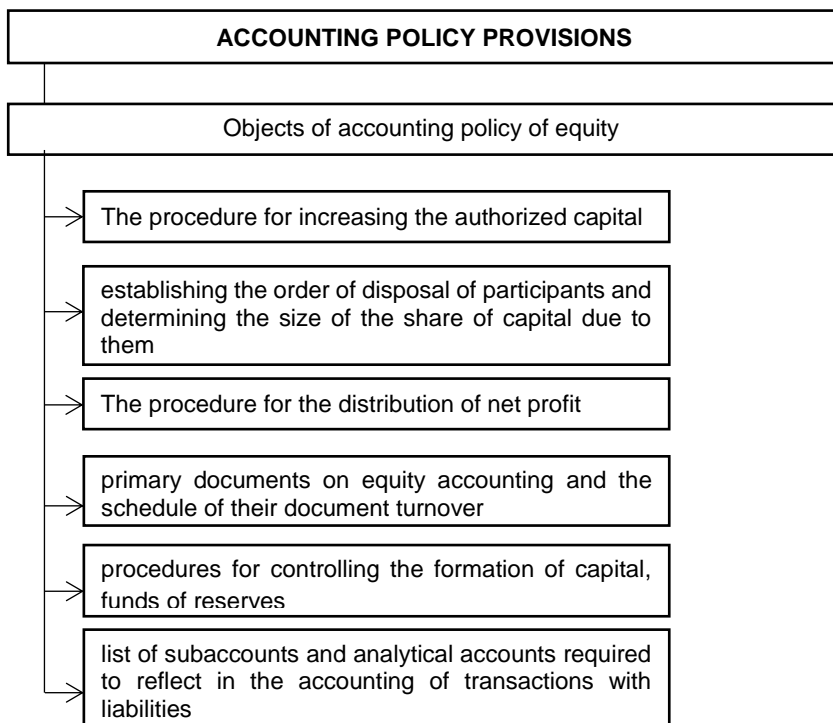 ACCOUNTING POLICY PROVISIONS
Objects of accounting policy of equity
The procedure for increasing the authorized capital
establishing the order of disposal of participants and
determining the size of the share of capital due to
them
The procedure for the distribution of net profit
primary documents on equity accounting and the
schedule of their document turnover
procedures for controlling the formation of capital,
funds of reserves
list of subaccounts and analytical accounts required
to reflect in the accounting of transactions with
liabilities